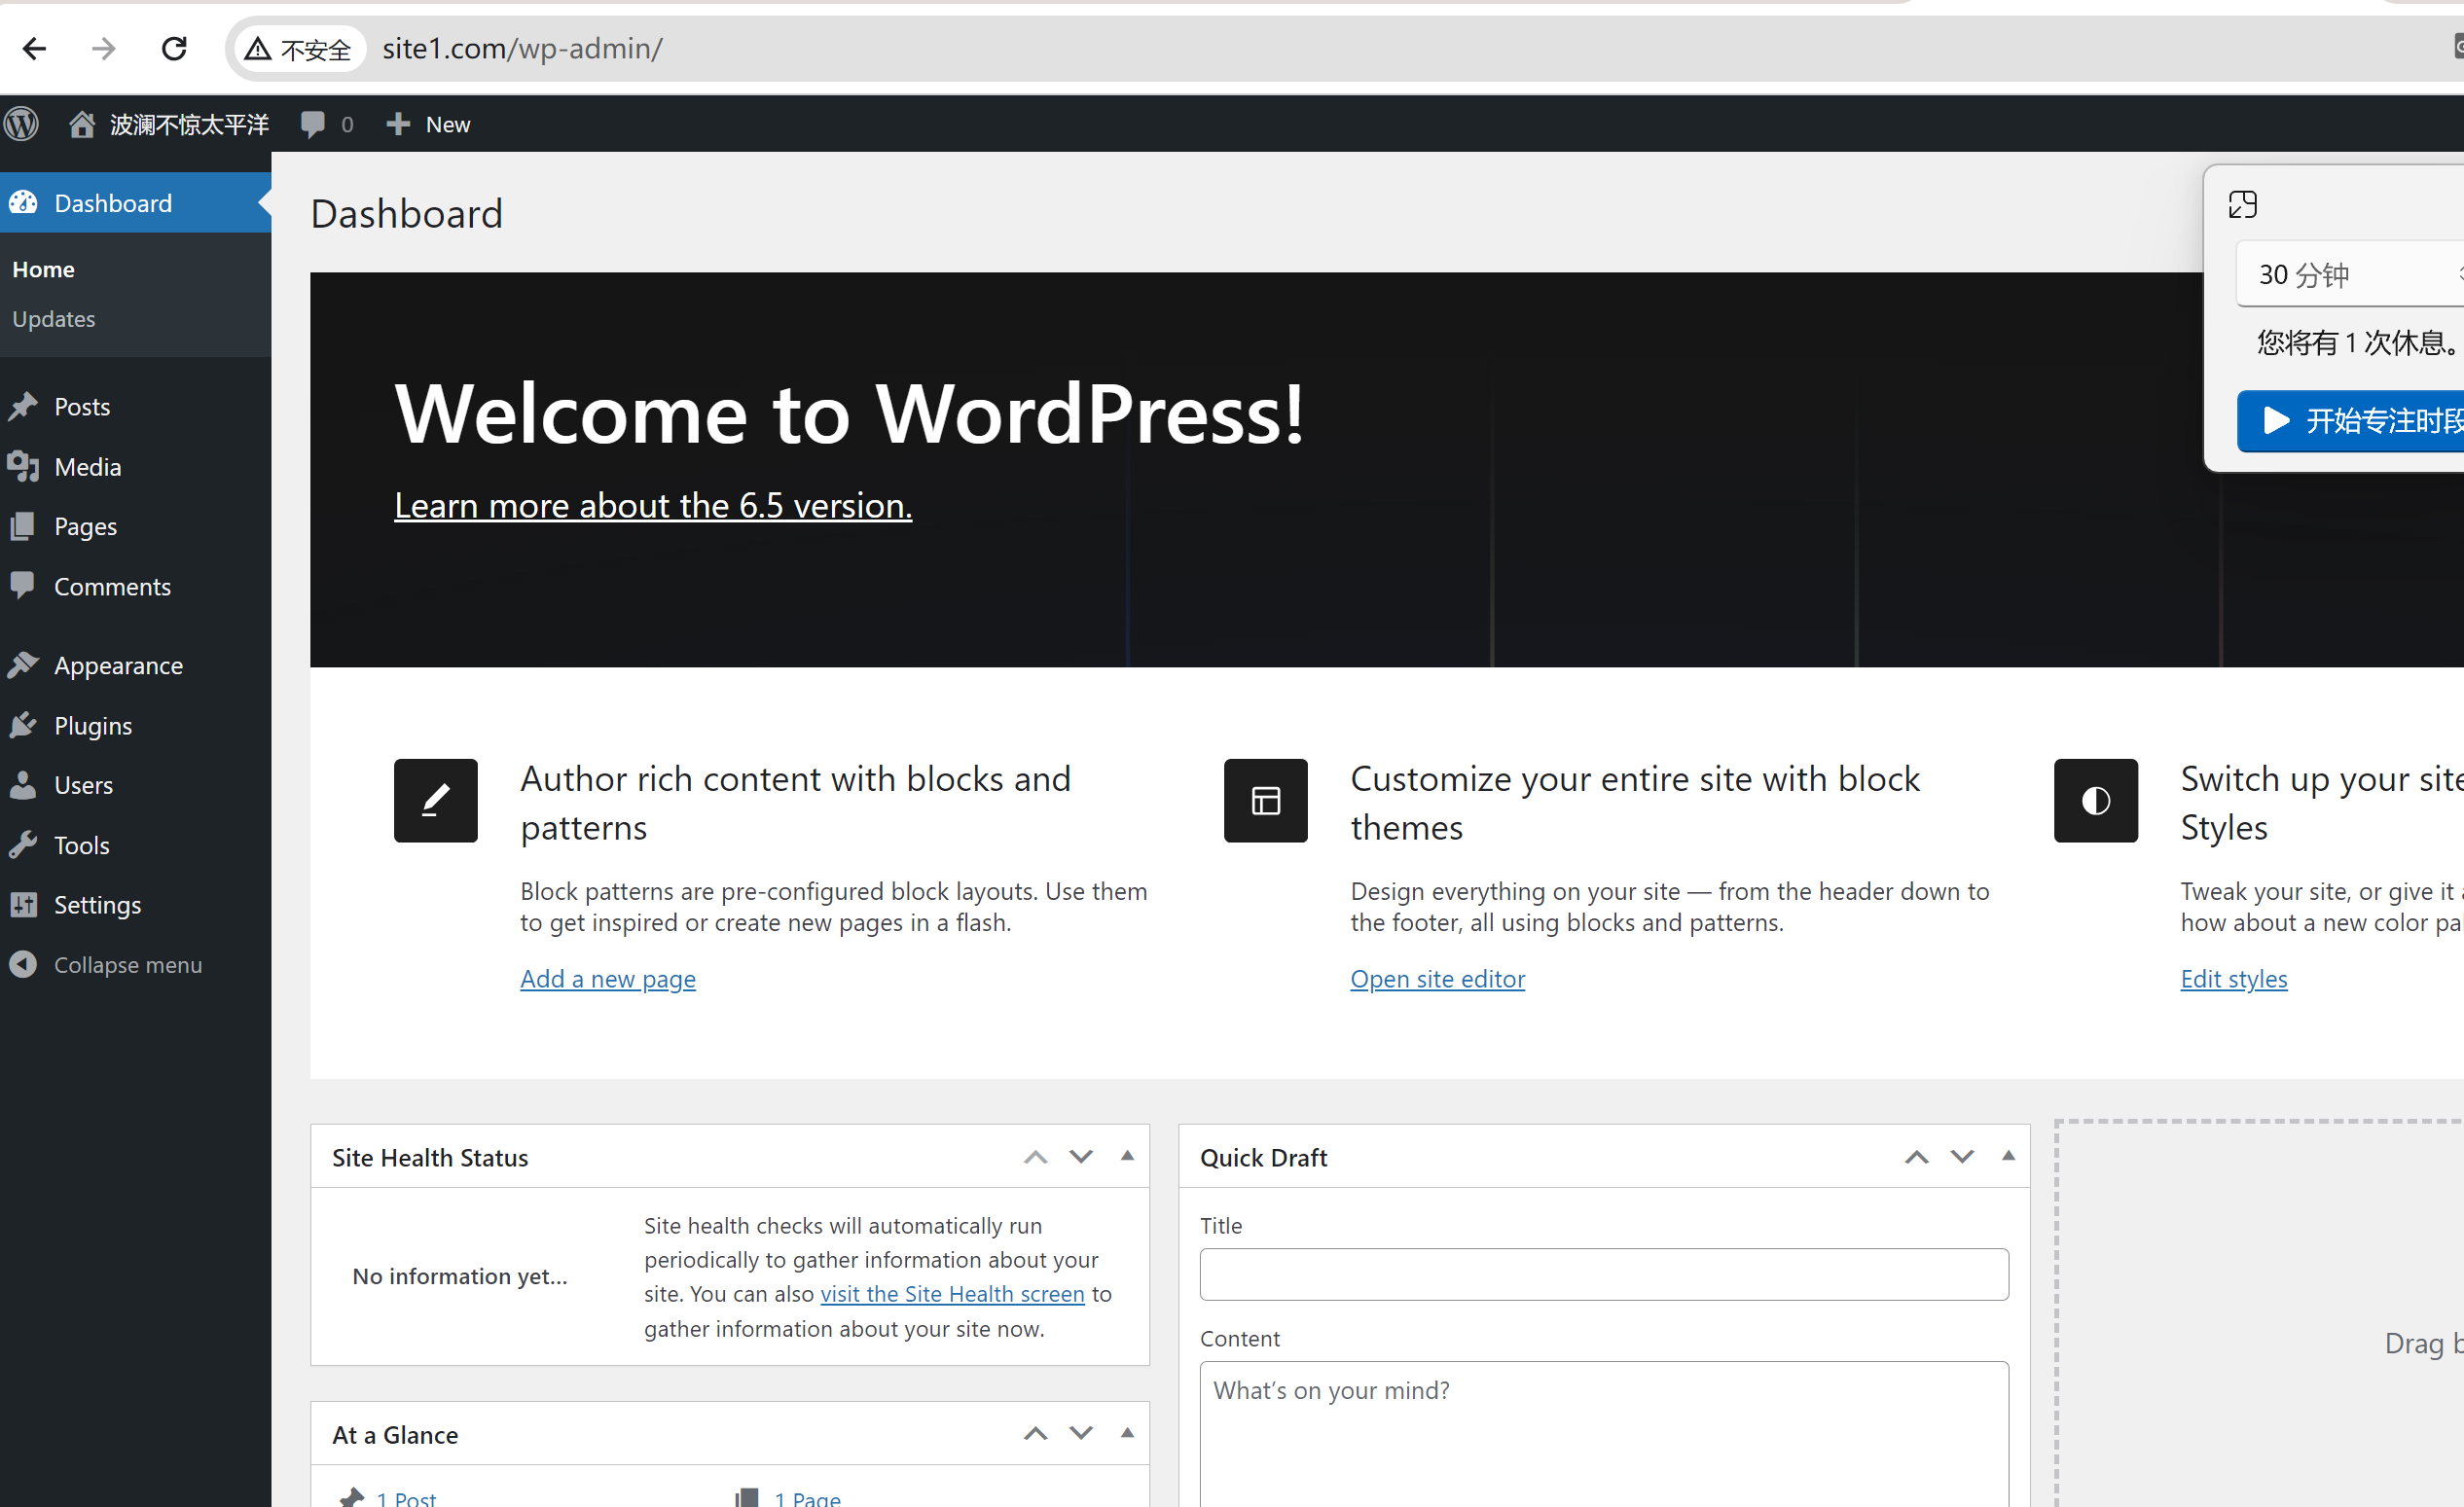 不安全 site1.com/wp-admin/
波澜不惊太平洋 0 New
Dashboard
Home
Updates
Posts
Media
Pages
Comments
Appearance
Plugins
Users
Tools
Settings
Collapse menu
Dashboard
30 分钟
您将有 1 次休息。
开始专注时段
Welcome to WordPress!
Learn more about the 6.5 version.
Author rich content with blocks and
patterns
Block patterns are pre-configured block layouts. Use them
to get inspired or create new pages in a flash.
Add a new page
Customize your entire site with block
themes
Design everything on your site — from the header down to
the footer, all using blocks and patterns.
Open site editor
Switch up your site
Styles
Tweak your site, or give it
how about a new color
Edit styles
Site Health Status
No information yet...
Site health checks will automatically run
periodically to gather information about your
site. You can also visit the Site Health screen to
gather information about your site now.
At a Glance
1 Post
1 Page
Quick Draft
Title
Content
What's on your mind?
Drag